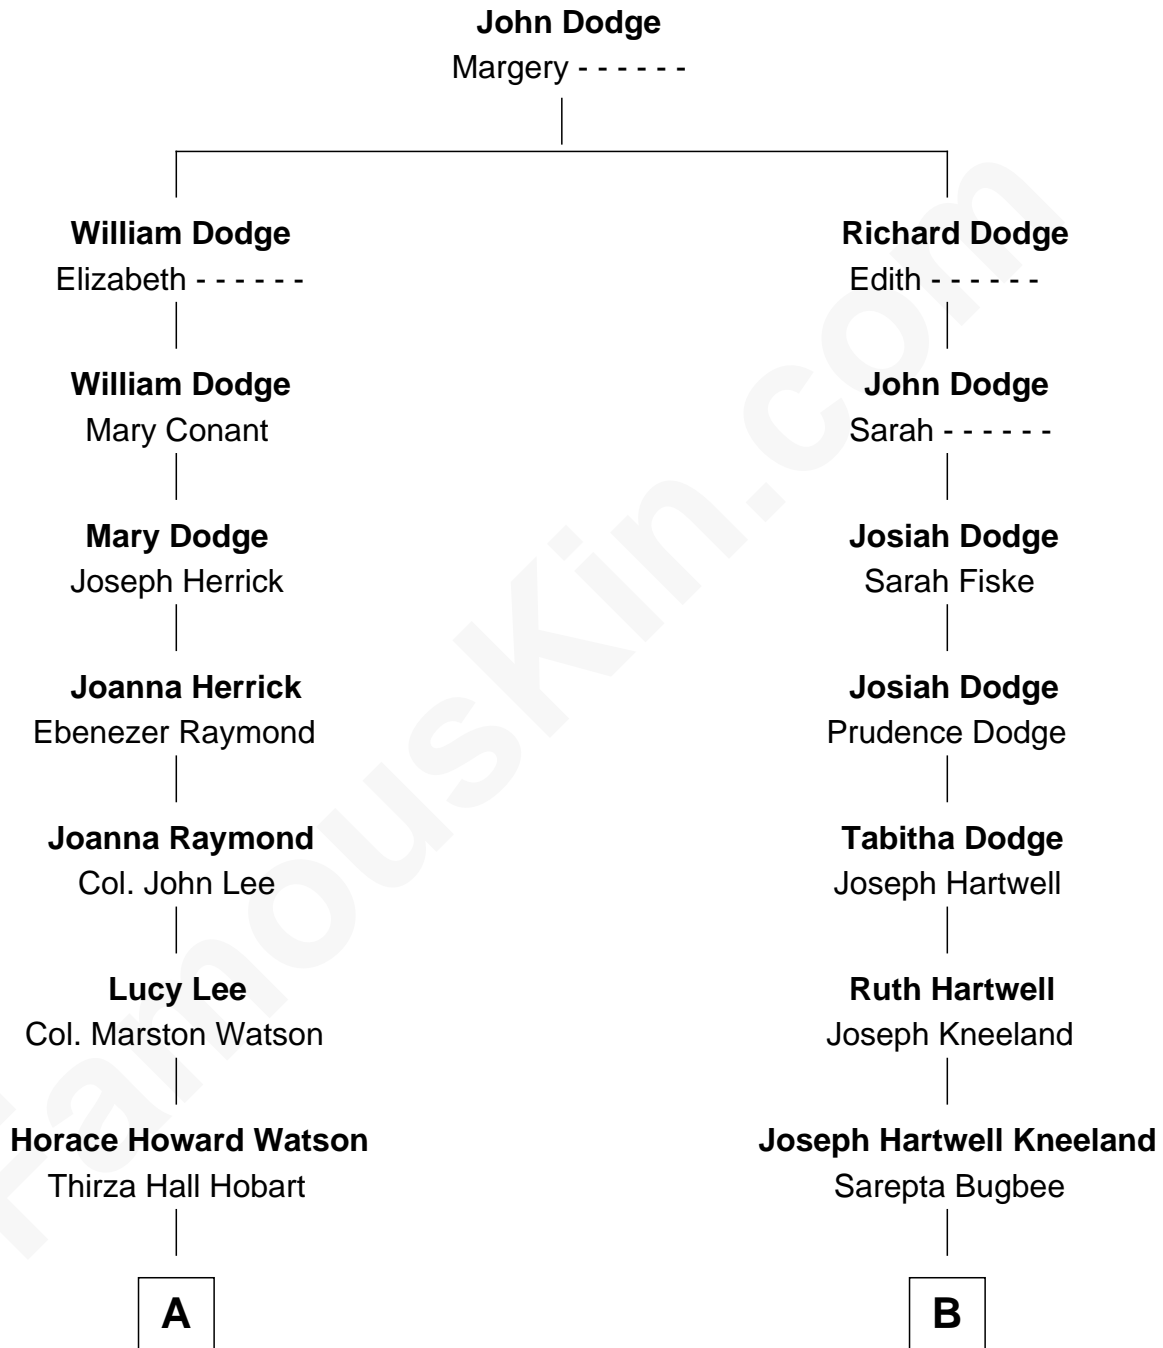 John Dodge
Margery - - - - - -
William Dodge
Elizabeth - - - - - -
Richard Dodge
Edith - - - - - -
William Dodge
Mary Conant
John Dodge
Sarah - - - - - -
Mary Dodge
Joseph Herrick
Josiah Dodge
Sarah Fiske
Joanna Herrick
Ebenezer Raymond
Josiah Dodge
Prudence Dodge
Joanna Raymond
Col. John Lee
Tabitha Dodge
Joseph Hartwell
Lucy Lee
Col. Marston Watson
Ruth Hartwell
Joseph Kneeland
Horace Howard Watson
Thirza Hall Hobart
Joseph Hartwell Kneeland
Sarepta Bugbee
A
B
FamousKin.com